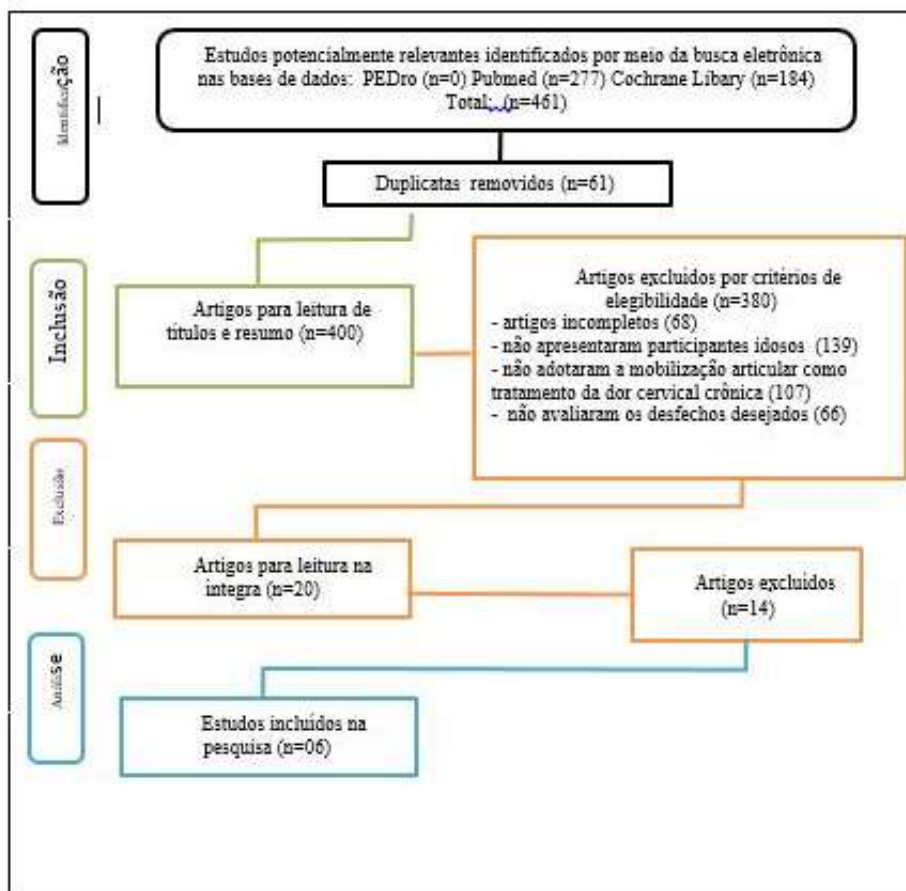 Identificação
Estudos potencialmente relevantes identificados por meio da busca eletrônica
nas bases de dados: PEDro (n=0) Pubmed (n=277) Cochrane Libary (n=184)
Total: (n=461)
Duplicatas removidos (n=61)
Inclusão
Artigos para leitura de
títulos e resumo (n=400)
Artigos excluídos por critérios de
elegibilidade (n=380)
- artigos incompletos (68)
- não apresentaram participantes idosos (139)
- não adotaram a mobilização articular como
tratamento da dor cervical crônica (107)
- não avaliaram os desfechos desejados (66)
Exclusão
Artigos para leitura na
integra (n=20)
Artigos excluídos
(n=14)
Análise
Estudos incluídos na
pesquisa (n=06)